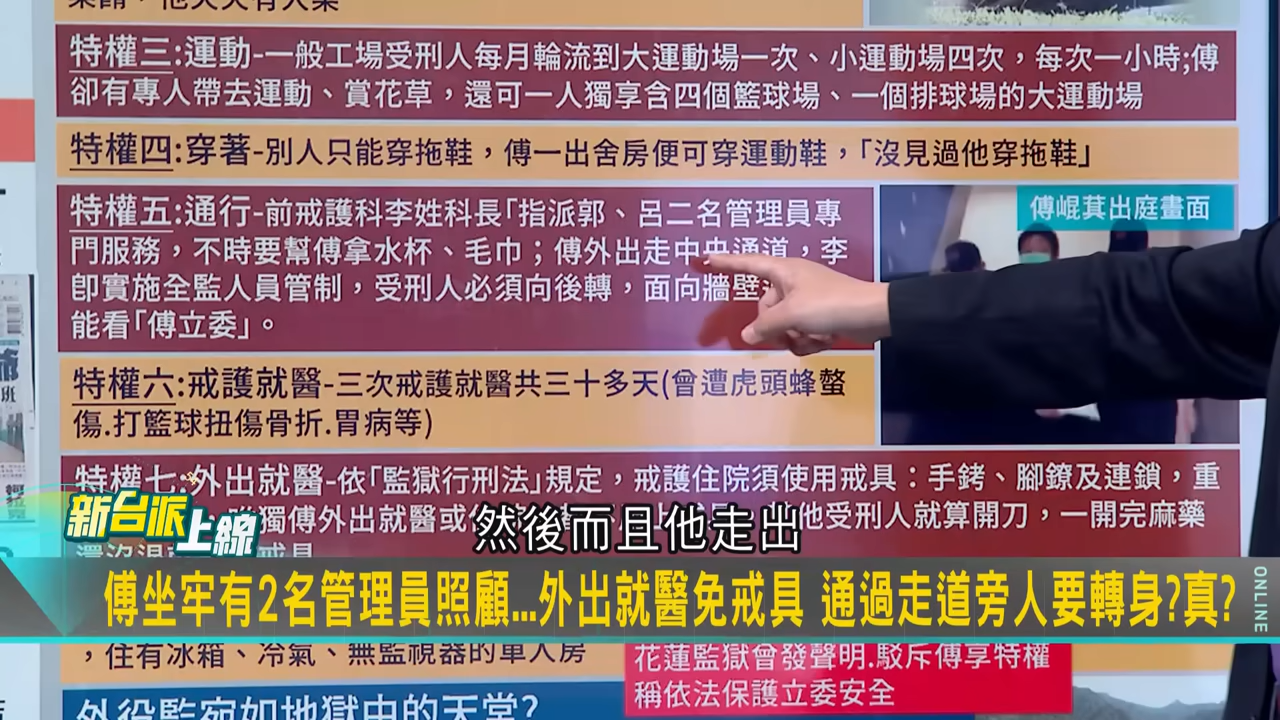 特權三:運動-一般工場受刑人每月輪流到大運動場一次、小運動場四次，每次一小時;傅
卻有專人帶去運動、賞花草，還可一人獨享含四個籃球場、一個排球場的大運動場
特權四:穿著-別人只能穿拖鞋，傅一出舍房便可穿運動鞋，「沒見過他穿拖鞋」
特權五:通行-前戒護科李姓科長「指派郭、呂二名管理員專
門服務，不時要幫傅拿水杯、毛巾；傅外出走中央通道，李
即實施全監人員管制，受刑人必須向後轉，面向牆壁
能看「傅立委」。
傅崐萁出庭畫面
特權六:戒護就醫-三次戒護就醫共三十多天(曾遭虎頭蜂螫
傷.打籃球扭傷骨折.胃病等)
特權七:外出就醫-依「監獄行刑法」規定，戒護住院須使用戒具：手銬、腳鐐及連鎖，重
獨傅外出就醫或
他受刑人就算開刀，一開完麻藥
新台派上線
然後而且他走出
傅坐牢有2名管理員照顧...外出就醫免戒具 通過走道旁人要轉身?真?
ONLINE
，住有冰箱、冷氣、無監視器的單人房
花蓮監獄曾發聲明.駁斥傅享特權
稱依法保護立委安全
外役監宛如地獄中的天堂?